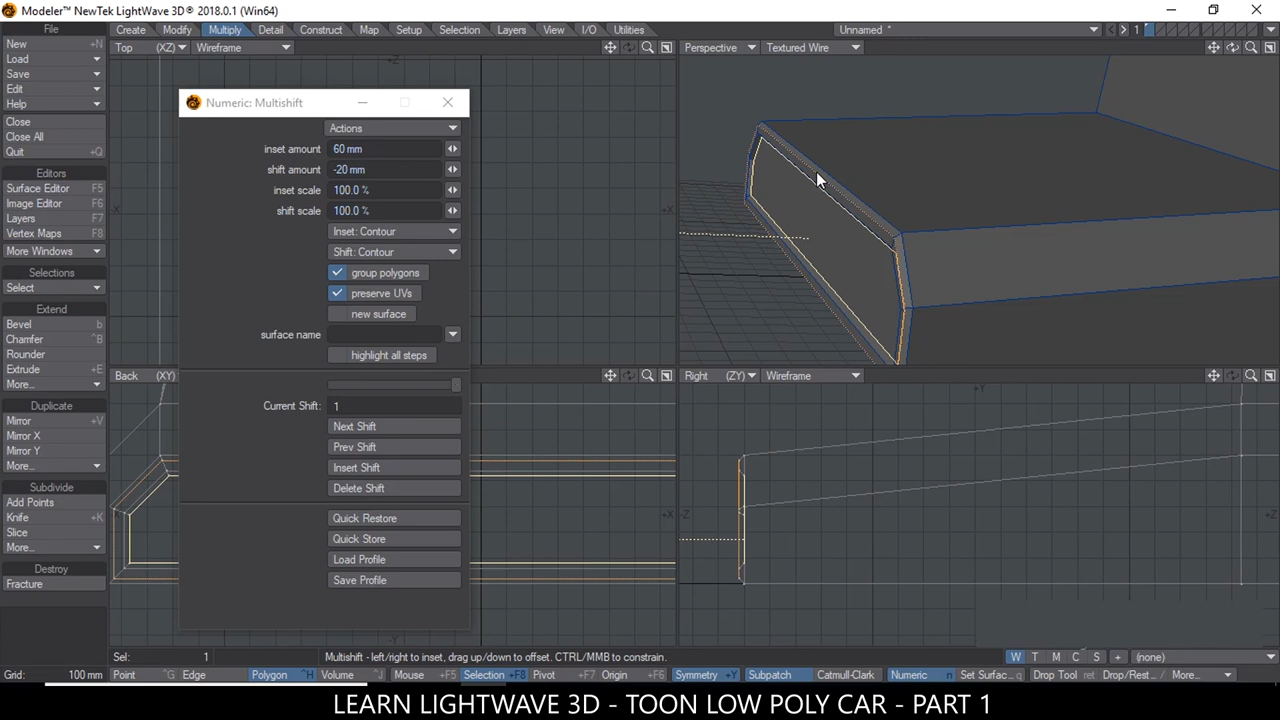 Modeler™ NewTek LightWave 3D® 2018.0.1 (Win64)
File Create Modify Multiply Detail Construct Map Setup Selection Layers View I/O Utilities Unnamed * 1
New +N
Load
Save
Edit
Help
Close
Close All
Quit +Q
Editors
Surface Editor F5
Image Editor F6
Layers F7
Vertex Maps F8
More Windows
Selections
Select
Extend
Bevel b
Chamfer
Rounder
Extrude +E
More...
Duplicate
Mirror +V
Mirror X
Mirror Y
More...
Subdivide
Add Points
Knife +K
Slice
More...
Destroy
Fracture
Top (XZ) Wireframe
Perspective Textured Wire
Back (XY)
Right (ZY) Wireframe
+Z
-X
+X
-Y
+Y
-Z
+Z
-Y
Numeric: Multishift
Actions
inset amount 60 mm
shift amount -20 mm
inset scale 100.0 %
shift scale 100.0 %
Inset: Contour
Shift: Contour
group polygons
preserve UVs
new surface
surface name
highlight all steps
Current Shift: 1
Next Shift
Prev Shift
Insert Shift
Delete Shift
Quick Restore
Quick Store
Load Profile
Save Profile
Sel: 1 Multishift - left/right to inset, drag up/down to offset. CTRL/MMB to constrain. W T M C S + (none)
Grid: 100 mm Point ^G Edge Polygon ^H Volume ^J Mouse +F5 Selection +F8 Pivot +F7 Origin +F6 Symmetry +Y Subpatch Catmull-Clark Numeric n Set Surfac... q Drop Tool Drop/Rest... / More...
LEARN LIGHTWAVE 3D - TOON LOW POLY CAR - PART 1